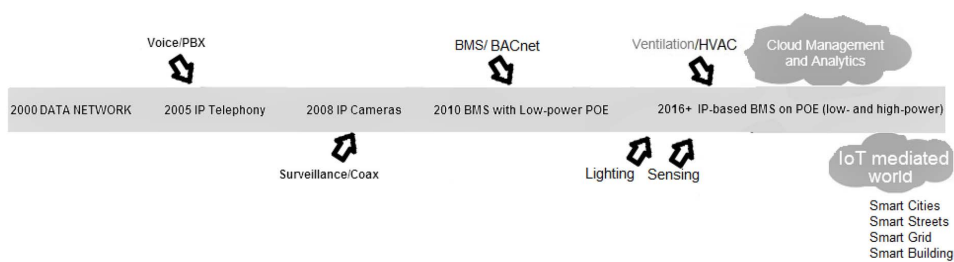 Voice/PBX
BMS/ BACnet
Ventilation/HVAC
Cloud Management
and Analytics
2000 DATA NETWORK
2005 IP Telephony
2008 IP Cameras
2010 BMS with Low-power POE
2016+ IP-based BMS on POE (low- and high-power)
Surveillance/Coax
Lighting
Sensing
IoT mediated
world
Smart Cities
Smart Streets
Smart Grid
Smart Building